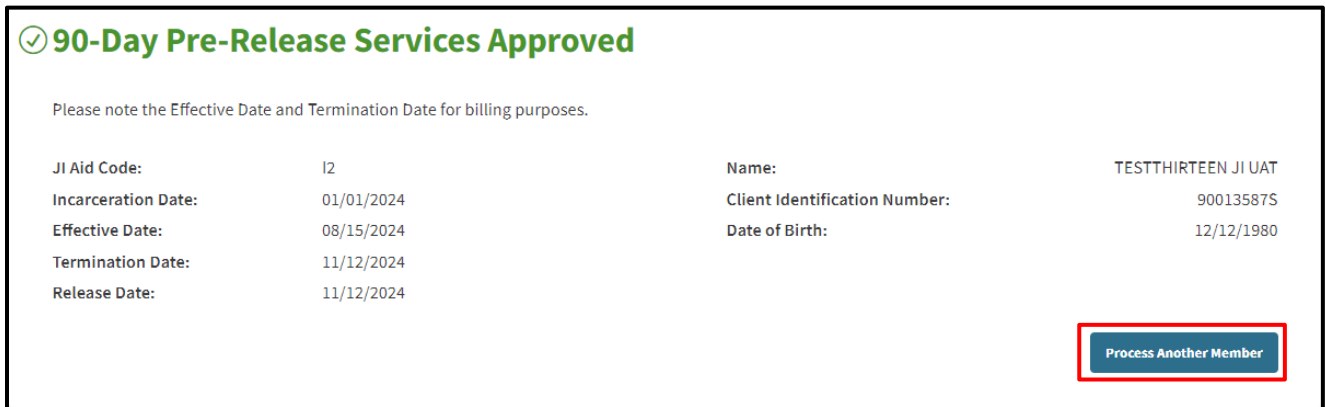 90-Day Pre-Release Services Approved
Please note the Effective Date and Termination Date for billing purposes.
JI Aid Code: I2
Incarceration Date: 01/01/2024
Effective Date: 08/15/2024
Termination Date: 11/12/2024
Release Date: 11/12/2024
Name: TESTTHIRTEEN JI UAT
Client Identification Number: 90013587S
Date of Birth: 12/12/1980
Process Another Member